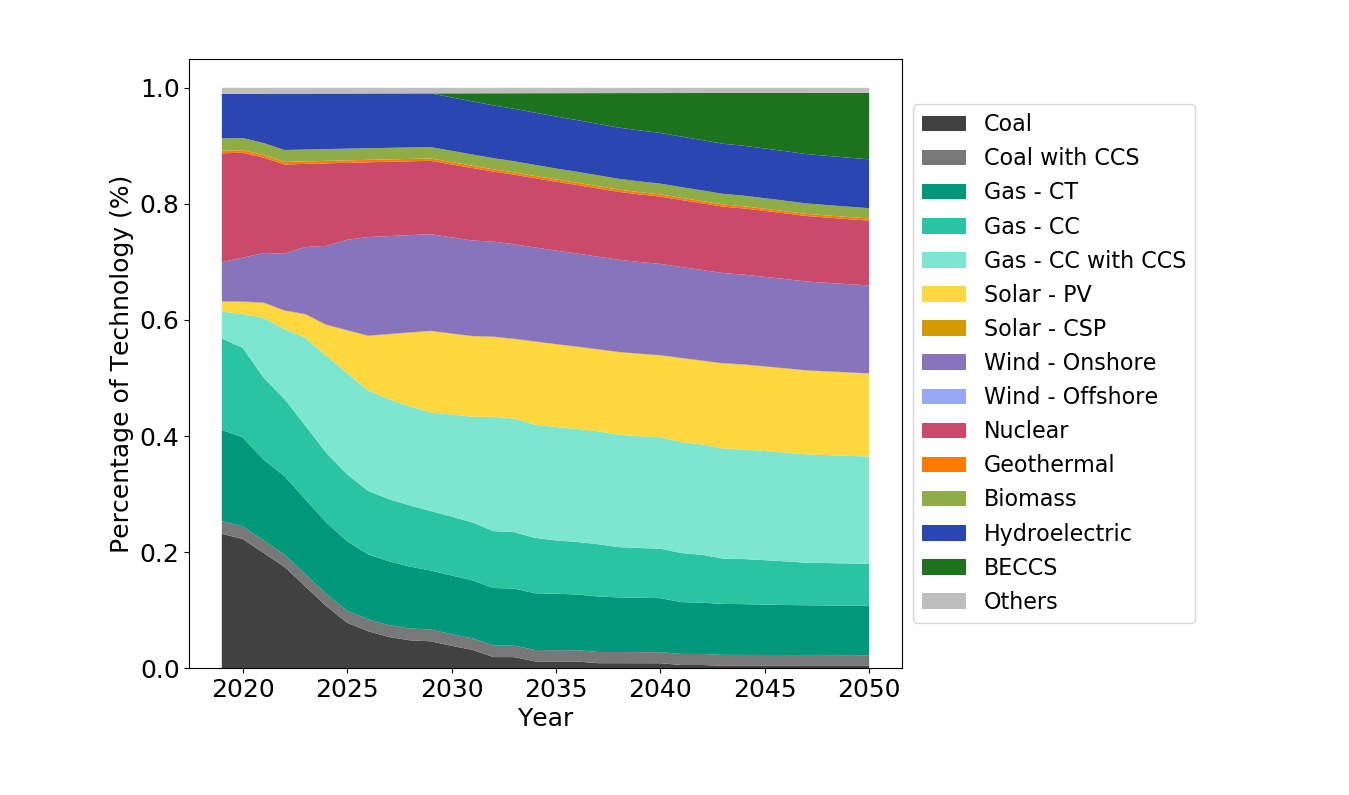 1.0
0.8
0.6
0.4
0.2
0.0
Percentage of Technology (%)
2020 2025 2030 2035 2040 2045 2050
Year
Coal
Coal with CCS
Gas - CT
Gas - CC
Gas - CC with CCS
Solar - PV
Solar - CSP
Wind - Onshore
Wind - Offshore
Nuclear
Geothermal
Biomass
Hydroelectric
BECCS
Others